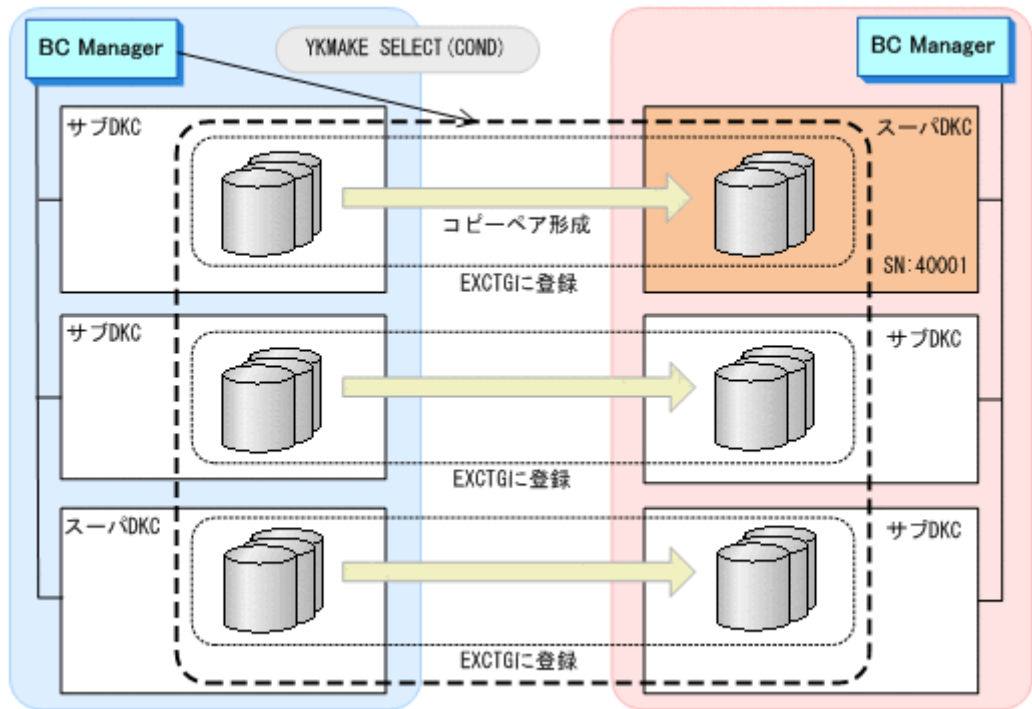 BC Manager
YKMAKE SELECT(COND)
BC Manager
サブDKC
スーパDKC
コピーペア形成
SN:40001
EXCTGに登録
サブDKC
サブDKC
EXCTGに登録
スーパDKC
サブDKC
EXCTGに登録